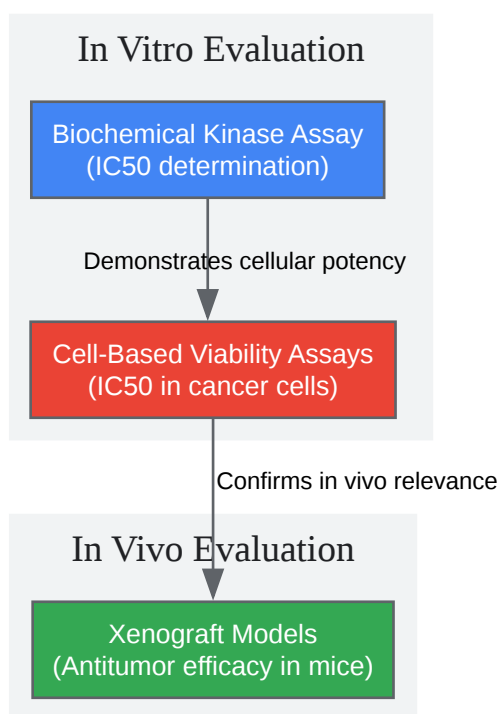 In Vitro Evaluation
Biochemical Kinase Assay
(IC50 determination)
Demonstrates cellular potency
Cell-Based Viability Assays
(IC50 in cancer cells)
Confirms in vivo relevance
In Vivo Evaluation
Xenograft Models
(Antitumor efficacy in mice)